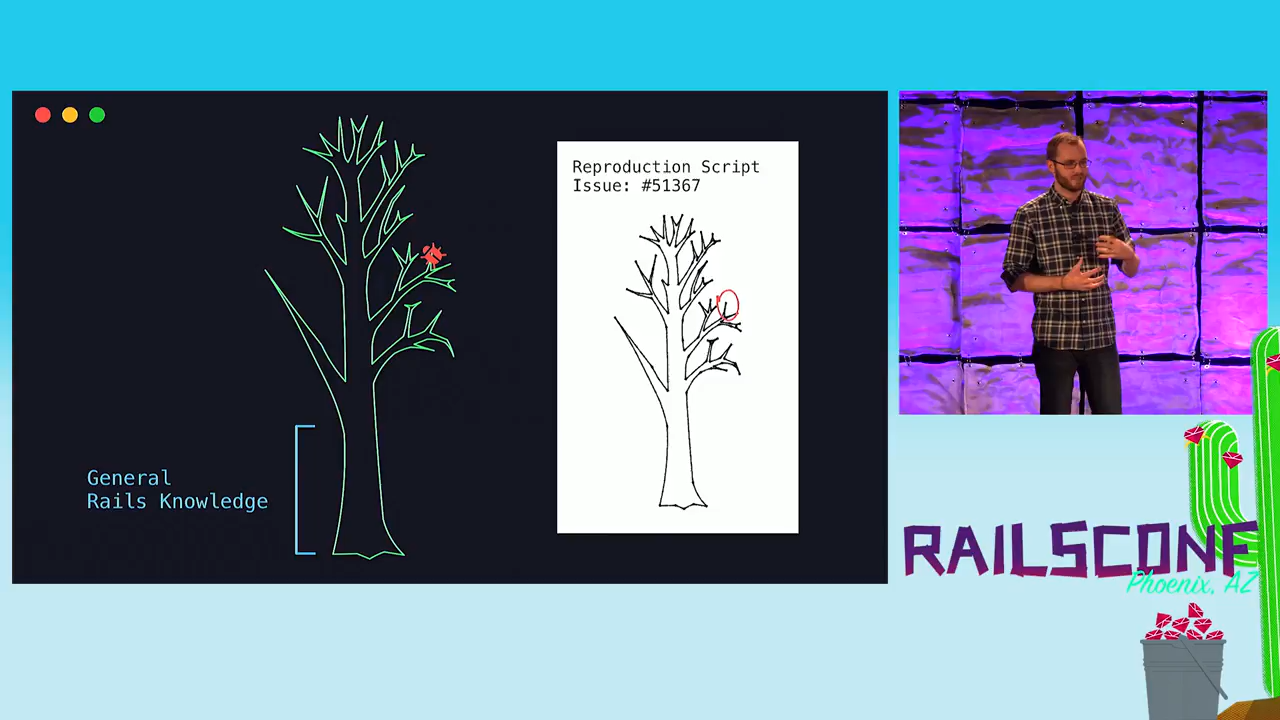 Reproduction Script
Issue: #51367
General
Rails Knowledge
RAILSCONF
Phoenix, AZ